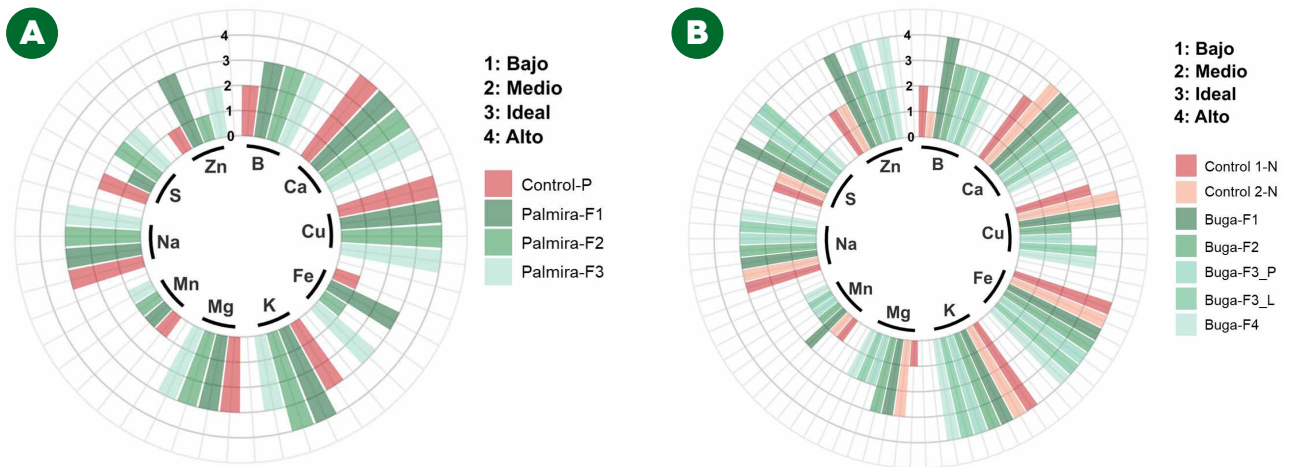 A
4
3
2
1
0
B
Ca
Cu
Fe
K
Mg
Mn
Na
S
Zn
1: Bajo
2: Medio
3: Ideal
4: Alto
Control-P
Palmira-F1
Palmira-F2
Palmira-F3
B
4
3
2
1
0
B
Ca
Cu
Fe
K
Mg
Mn
Na
S
Zn
1: Bajo
2: Medio
3: Ideal
4: Alto
Control 1-N
Control 2-N
Buga-F1
Buga-F2
Buga-F3_P
Buga-F3_L
Buga-F4